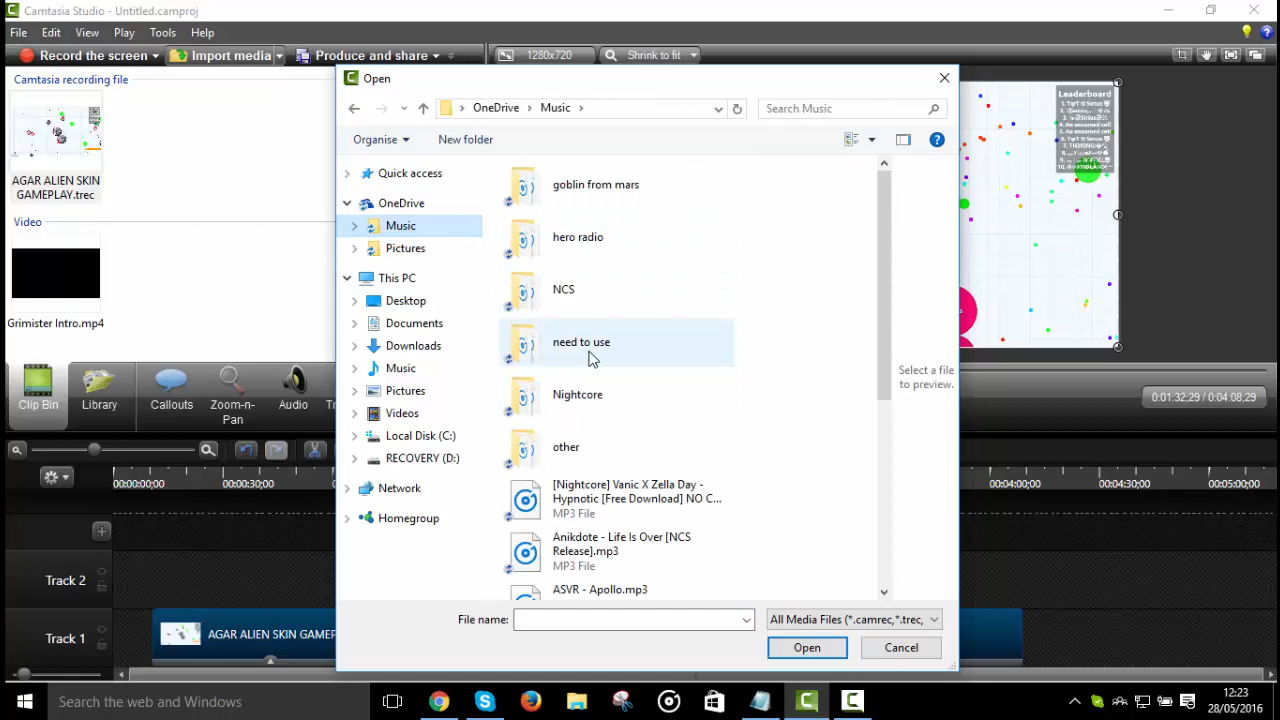 Camtasia Studio - Untitled.camproj
File Edit View Play Tools Help
Record the screen Import media Produce and share 1280x720 Shrink to fit
Camtasia recording file
AGAR ALIEN SKIN
GAMEPLAY.trec
Video
Grimister Intro.mp4
Clip Bin Library Callouts Zoom-n-
Pan Audio
Open
OneDrive Music Search Music
Organise New folder
Quick access
OneDrive
Music
Pictures
This PC
Desktop
Documents
Downloads
Music
Pictures
Videos
Local Disk (C:)
RECOVERY (D:)
Network
Homegroup
goblin from mars
hero radio
NCS
need to use
Nightcore
other
[Nightcore] Vanic X Zella Day -
Hypnotic [Free Download] NO C...
MP3 File
Anikdote - Life Is Over [NCS
Release].mp3
MP3 File
ASVR - Apollo.mp3
Select a file
to preview.
File name: All Media Files (*.camrec,*.trec,
Open Cancel
Leaderboard
4. An unnamed cell
5. An unnamed cell
0:01:32;29 / 0:04:08;29
00:00:00;00 00:04:00;00 00:04:30;00 00:05:00;00
Track 2
Track 1 AGAR ALIEN SKIN GAMEP
Search the web and Windows
12:23
28/05/2016